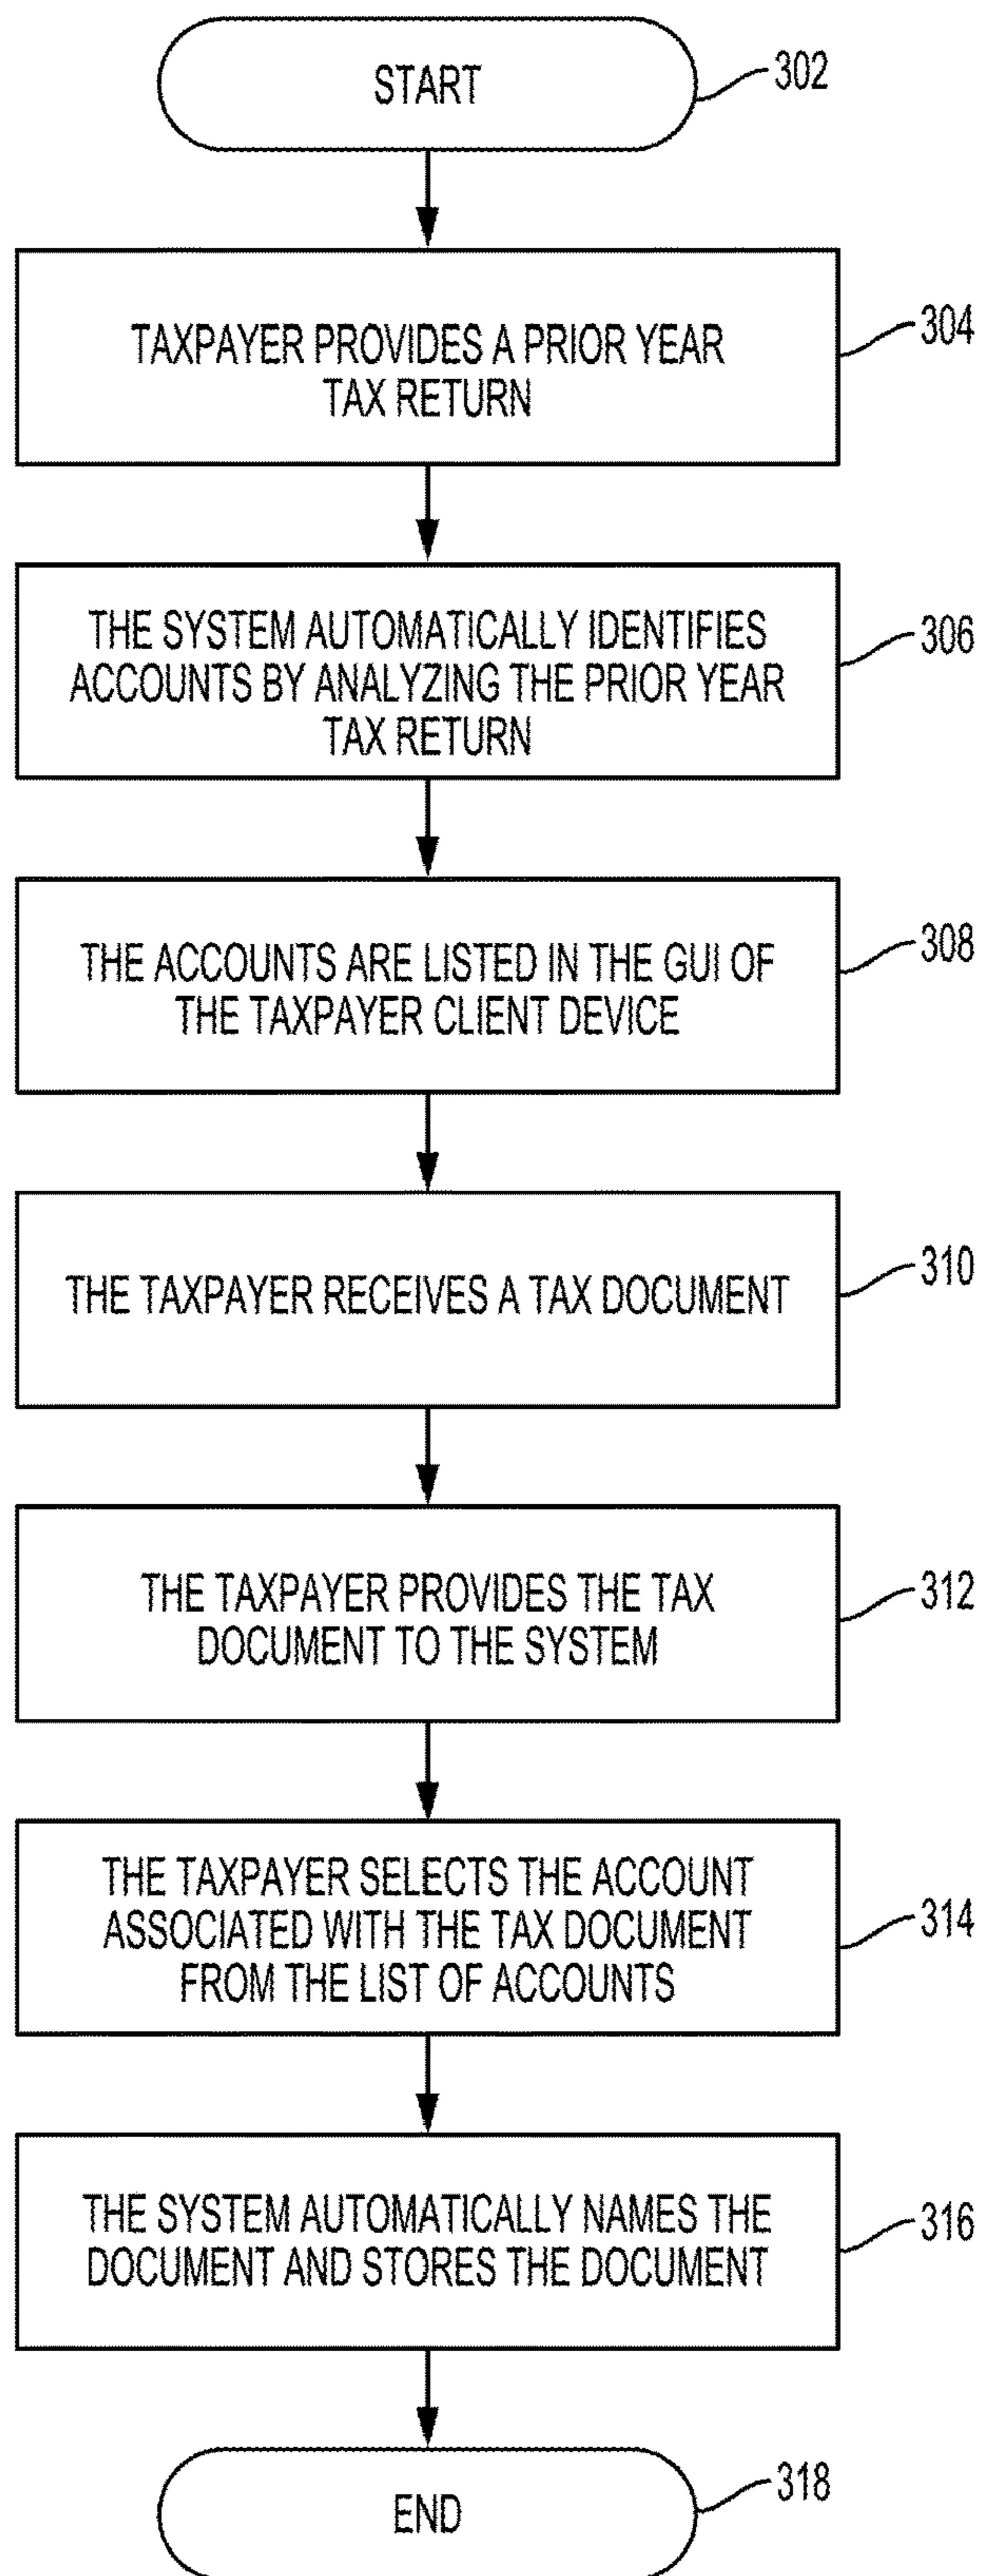 START
302
TAXPAYER PROVIDES A PRIOR YEAR
TAX RETURN
304
THE SYSTEM AUTOMATICALLY IDENTIFIES
ACCOUNTS BY ANALYZING THE PRIOR YEAR
TAX RETURN
306
THE ACCOUNTS ARE LISTED IN THE GUI OF
THE TAXPAYER CLIENT DEVICE
308
THE TAXPAYER RECEIVES A TAX DOCUMENT
310
THE TAXPAYER PROVIDES THE TAX
DOCUMENT TO THE SYSTEM
312
THE TAXPAYER SELECTS THE ACCOUNT
ASSOCIATED WITH THE TAX DOCUMENT
FROM THE LIST OF ACCOUNTS
314
THE SYSTEM AUTOMATICALLY NAMES THE
DOCUMENT AND STORES THE DOCUMENT
316
END
318